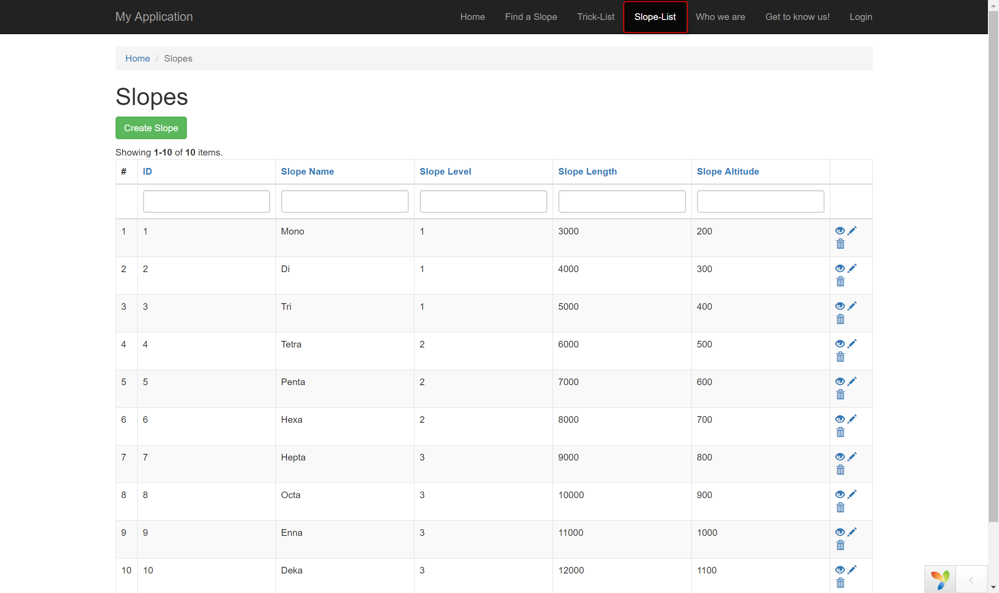 My Application Home Find a Slope Trick-List Slope-List Who we are Get to know us! Login
Home / Slopes
Slopes
Create Slope
Showing 1-10 of 10 items.
# ID Slope Name Slope Level Slope Length Slope Altitude
1 1 Mono 1 3000 200
2 2 Di 1 4000 300
3 3 Tri 1 5000 400
4 4 Tetra 2 6000 500
5 5 Penta 2 7000 600
6 6 Hexa 2 8000 700
7 7 Hepta 3 9000 800
8 8 Octa 3 10000 900
9 9 Enna 3 11000 1000
10 10 Deka 3 12000 1100